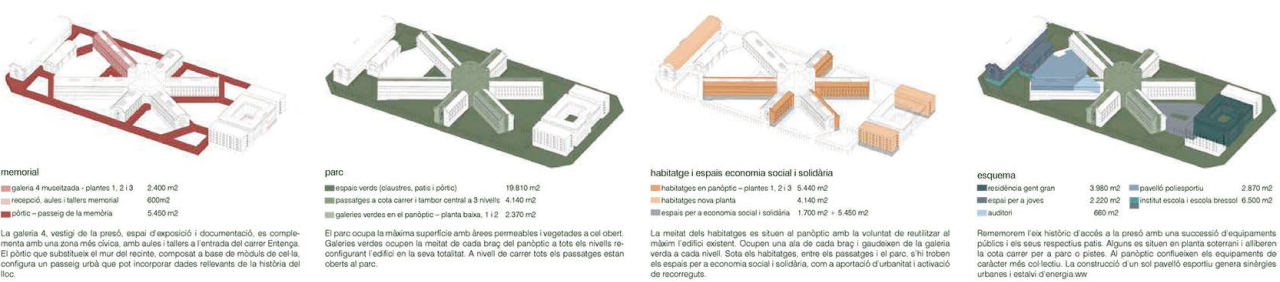 memorial
galeria 4 museïtzada - plantes 1, 2 i 3 2.400 m2
recepció, aules i tallers memorial 600m2
pòrtic – passeig de la memòria 5.450 m2
La galeria 4, vestigi de la presó, espai d'exposició i documentació, es comple-
menta amb una zona més cívica, amb aules i tallers a l'entrada del carrer Entença.
El pòrtic que substitueix el mur del recinte, composat a base de mòduls de cel·la,
configura un passeig urbà que pot incorporar dades rellevants de la història del
lloc.
parc
espais verds (claustres, patis i pòrtic) 19.810 m2
passatges a cota carrer i tambor central a 3 nivells 4.140 m2
galeries verdes en el panòptic – planta baixa, 1 i 2 2.370 m2
El parc ocupa la màxima superfície amb àrees permeables i vegetades a cel obert.
Galeries verdes ocupen la meitat de cada braç del panòptic a tots els nivells re-
configurant l'edifici en la seva totalitat. A nivell de carrer tots els passatges estan
oberts al parc.
habitatge i espais economia social i solidària
habitatges en panòptic – plantes 1, 2 i 3 5.440 m2
habitatges nova planta 4.140 m2
espais per a economia social i solidària 1.700 m2 + 5.450 m2
La meitat dels habitatges es situen al panòptic amb la voluntat de reutilitzar al
màxim l'edifici existent. Ocupen una ala de cada braç i gaudeixen de la galeria
verda a cada nivell. Sota els habitatges, entre els passatges i el parc, s'hi troben
els espais per a economia social i solidària, com a aportació d'urbanitat i activació
de recorreguts.
esquema
residència gent gran 3.980 m2
espai per a joves 2.220 m2
auditori 660 m2
pavelló poliesportiu 2.870 m2
institut escola i escola bressol 6.500 m2
Rememorem l'eix històric d'accés a la presó amb una successió d'equipaments
públics i els seus respectius patis. Alguns es situen en planta soterrani i alliberen
la cota carrer per a parc o pistes. Al panòptic conflueixen els equipaments de
caràcter més col·lectiu. La construcció d'un sol pavelló esportiu genera sinèrgies
urbanes i estalvi d'energia.ww